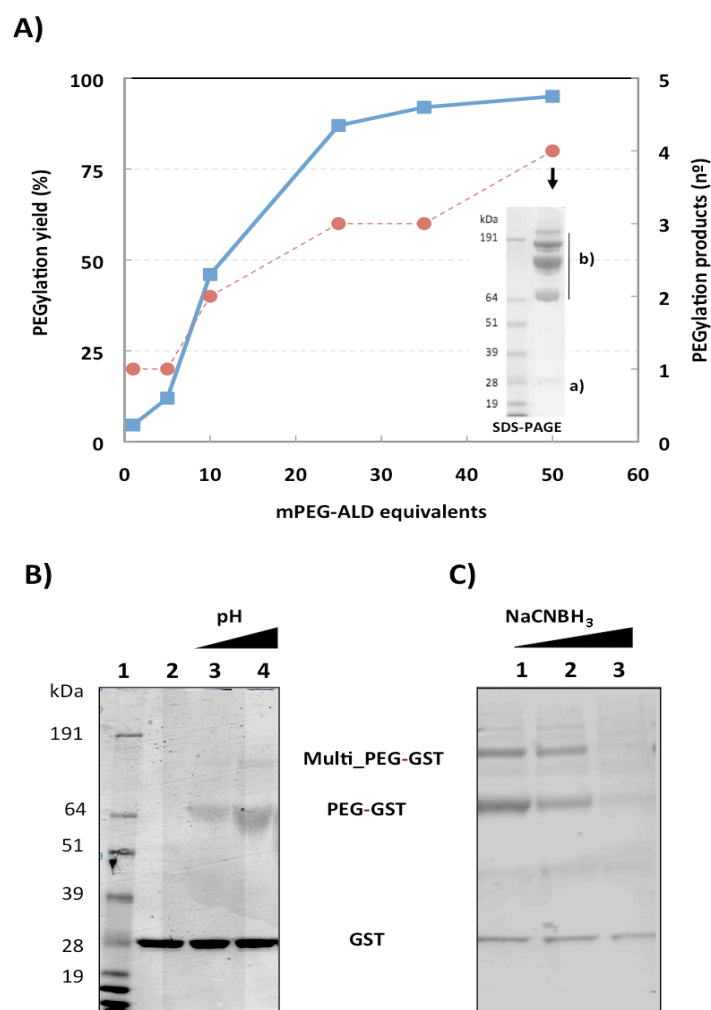 A)
100
75
50
25
0
PEGylation yield (%)
5
4
3
2
1
0
PEGylation products (nº)
kDa
191
64
51
39
28
19
b)
a)
SDS-PAGE
0 10 20 30 40 50 60
mPEG-ALD equivalents
B)
pH
1 2 3 4
kDa
191
64
51
39
28
19
Multi_PEG-GST
PEG-GST
GST
C)
NaCNBH₃
1 2 3